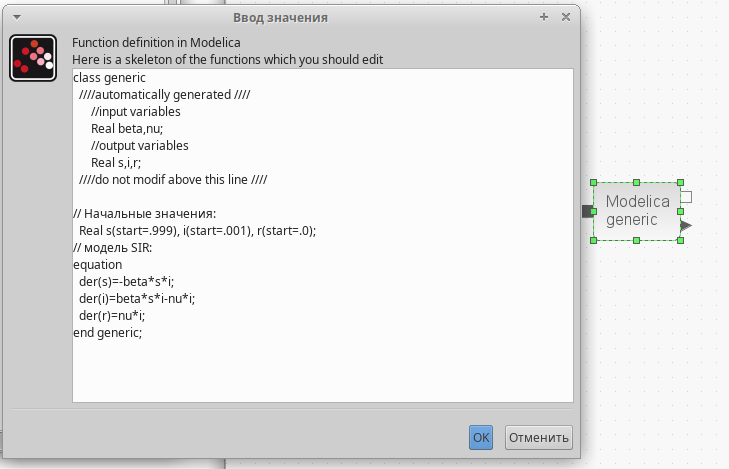 Ввод значения
Function definition in Modelica
Here is a skeleton of the functions which you should edit
class generic
////automatically generated ////
//input variables
Real beta,nu;
//output variables
Real s,i,r;
////do not modif above this line ////
// Начальные значения:
Real s(start=.999), i(start=.001), r(start=.0);
// модель SIR:
equation
der(s)=-beta*s*i;
der(i)=beta*s*i-nu*i;
der(r)=nu*i;
end generic;
OK
Отменить
Modelica
generic